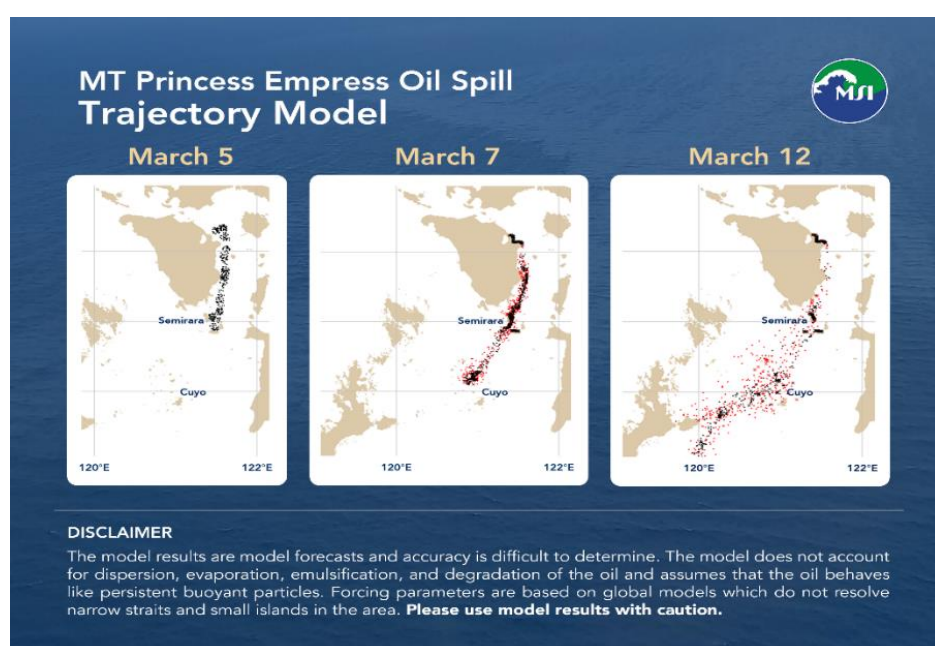 MT Princess Empress Oil Spill
Trajectory Model
MSI
March 5
March 7
March 12
Semirara
Cuyo
120°E
122°E
Semirara
Cuyo
120°E
122°E
Semirara
Cuyo
120°E
122°E
DISCLAIMER
The model results are model forecasts and accuracy is difficult to determine. The model does not account
for dispersion, evaporation, emulsification, and degradation of the oil and assumes that the oil behaves
like persistent buoyant particles. Forcing parameters are based on global models which do not resolve
narrow straits and small islands in the area. Please use model results with caution.